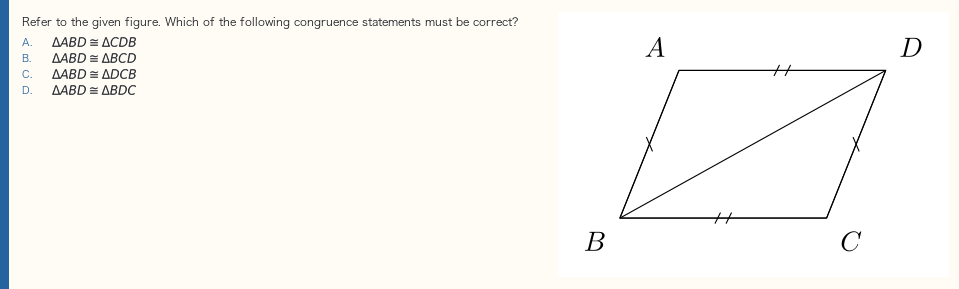 Refer to the given figure. Which of the following congruence statements must be correct?
A. ΔABD ≅ ΔCDB
B. ΔABD ≅ ΔBCD
C. ΔABD ≅ ΔDCB
D. ΔABD ≅ ΔBDC
A D
B C